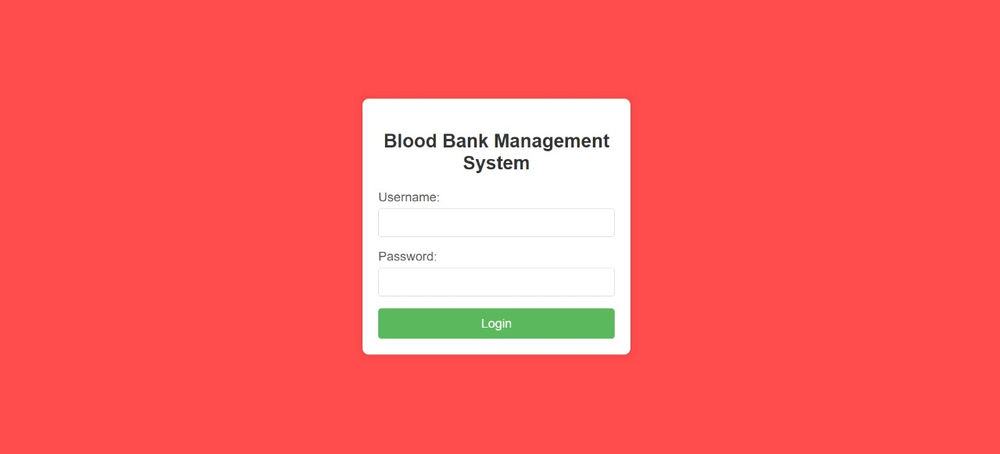 Blood Bank Management
System
Username:
Password:
Login